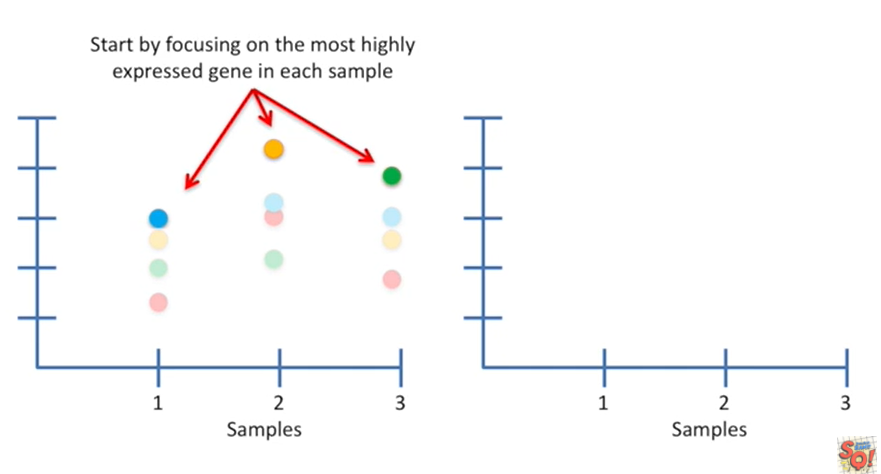 Start by focusing on the most highly
expressed gene in each sample
1
2
3
Samples
1
2
3
Samples
SQ!